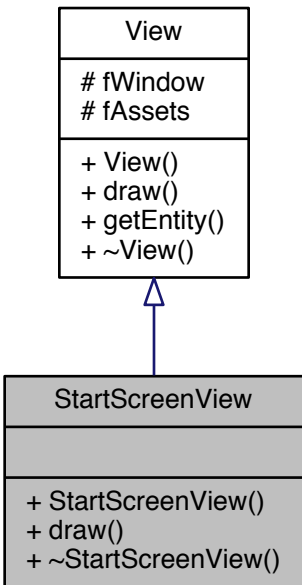 View
# fWindow
# fAssets
+ View()
+ draw()
+ getEntity()
+ ~View()
StartScreenView
+ StartScreenView()
+ draw()
+ ~StartScreenView()